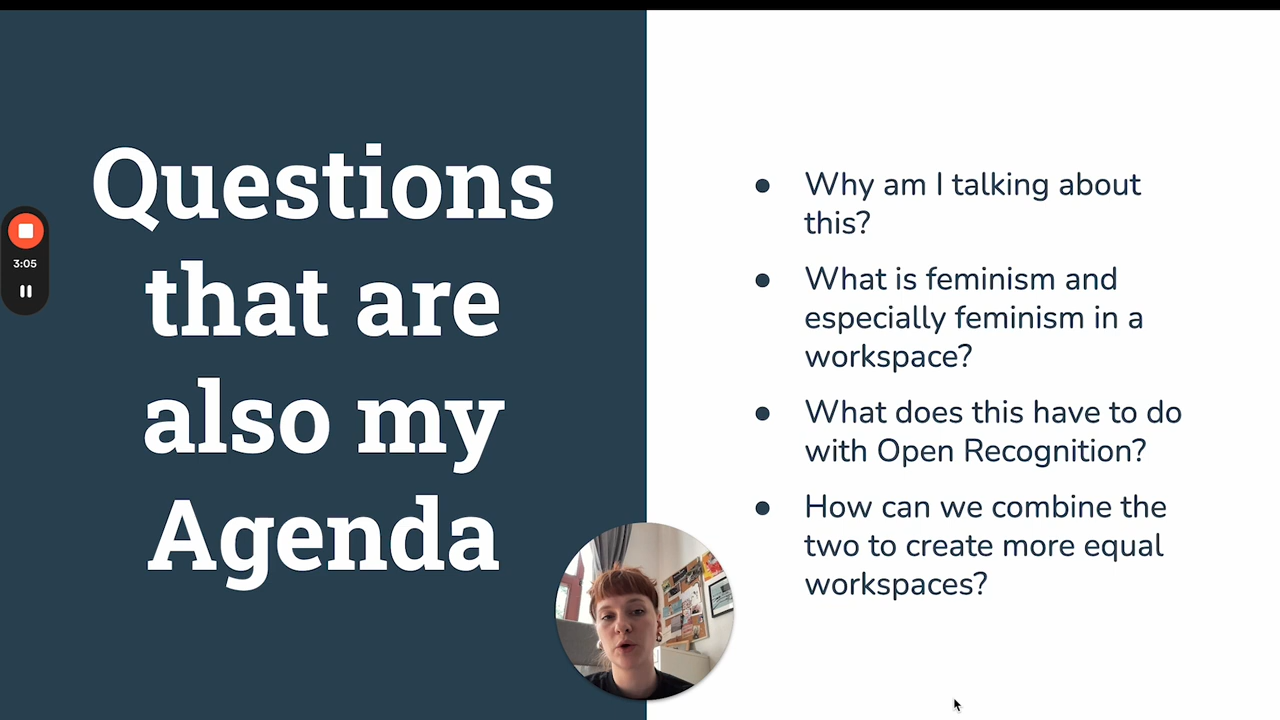 Questions
that are
also my
Agenda
3:05
● Why am I talking about
this?
● What is feminism and
especially feminism in a
workspace?
● What does this have to do
with Open Recognition?
● How can we combine the
two to create more equal
workspaces?